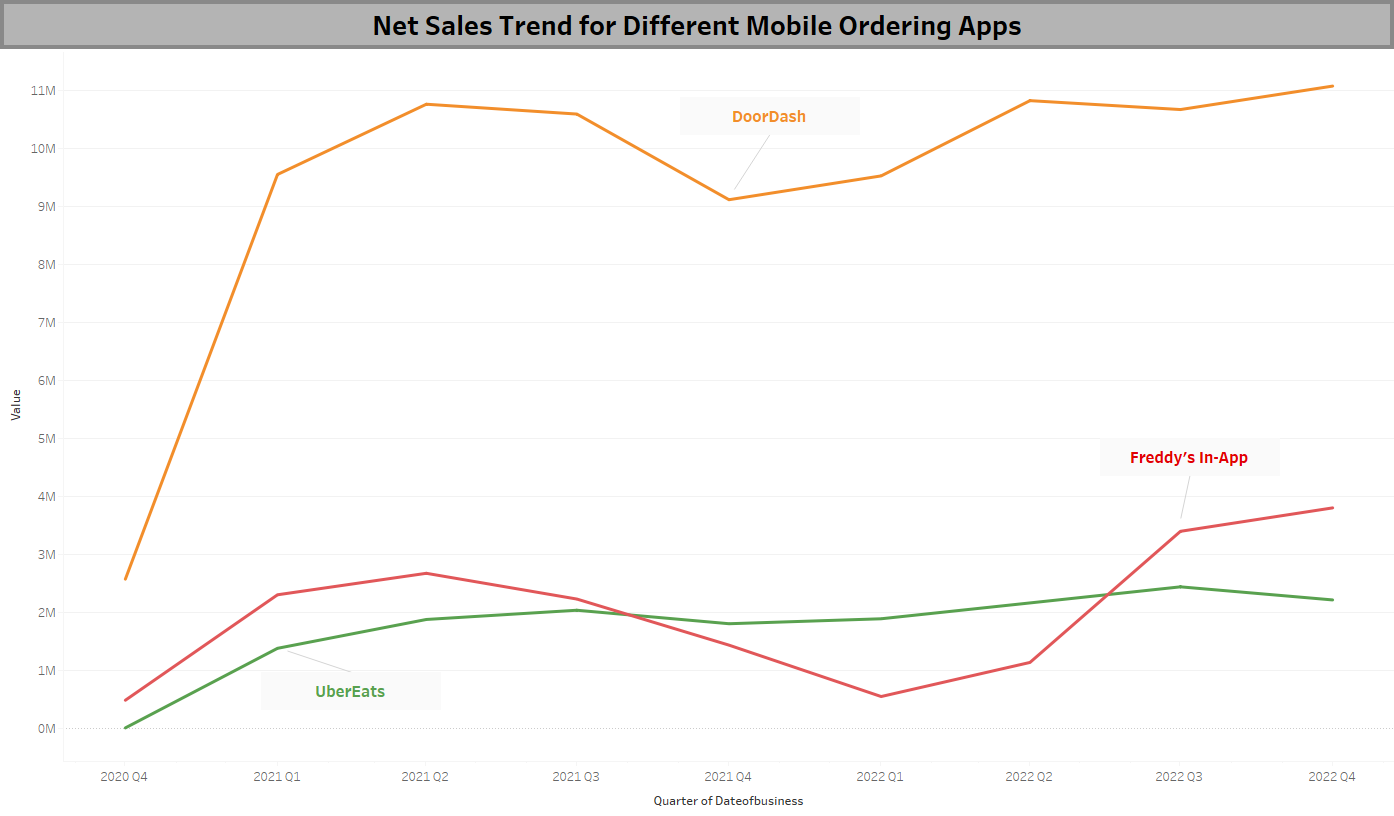 Net Sales Trend for Different Mobile Ordering Apps
11M
DoorDash
10M
9M
8M
7M
6M
Value
5M
Freddy's In-App
4M
3M
2M
1M
UberEats
0M
2020 Q4 2021 Q1 2021 Q2 2021 Q3 2021 Q4 2022 Q1 2022 Q2 2022 Q3 2022 Q4
Quarter of Dateofbusiness